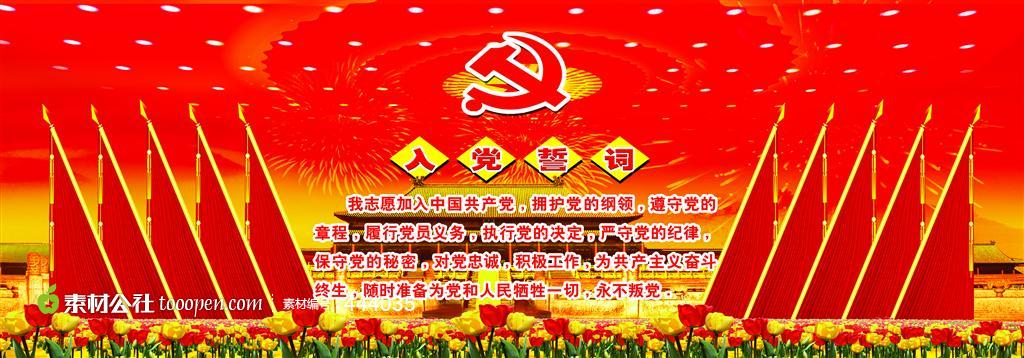 入党誓词
我志愿加入中国共产党，拥护党的纲领，遵守党的
章程，履行党员义务，执行党的决定，严守党的纪律，
保守党的秘密，对党忠诚，积极工作，为共产主义奋斗
终生，随时准备为党和人民牺牲一切，永不叛党。
素材公社 tooopen.com
素材编号 444035